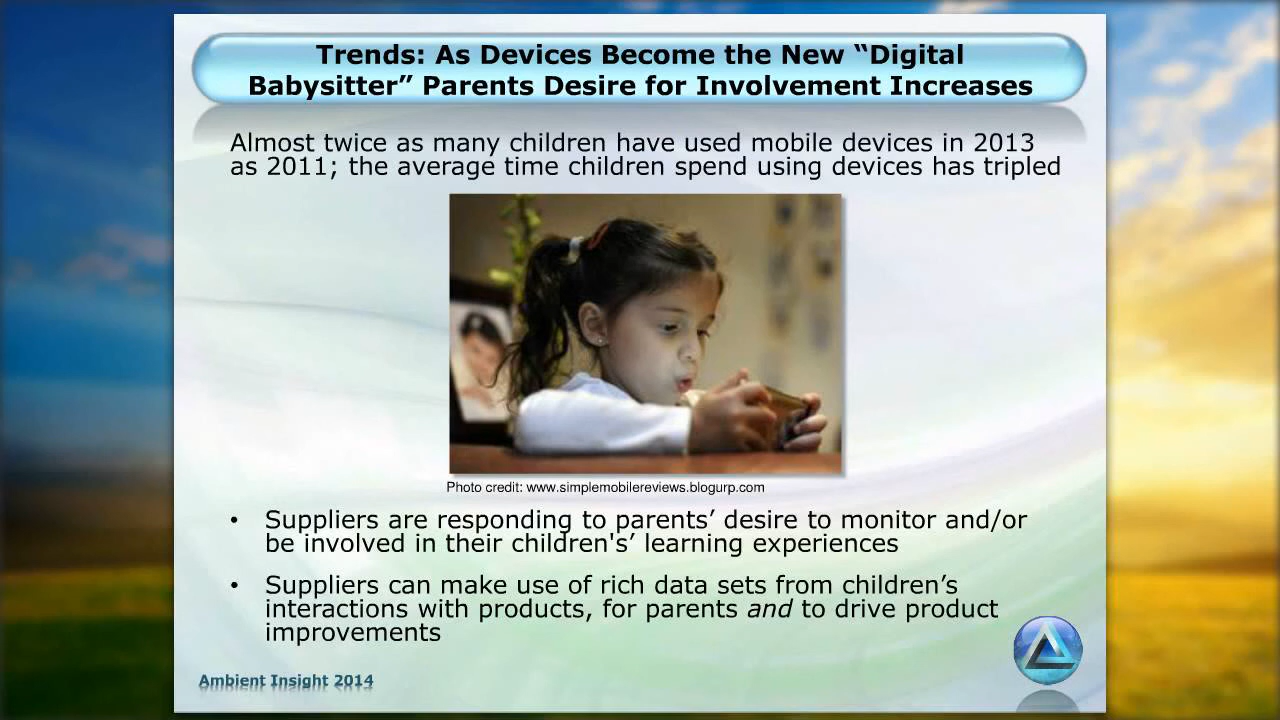 Trends: As Devices Become the New “Digital
Babysitter” Parents Desire for Involvement Increases
Almost twice as many children have used mobile devices in 2013
as 2011; the average time children spend using devices has tripled
Photo credit: www.simplemobilereviews.blogurp.com
• Suppliers are responding to parents’ desire to monitor and/or
be involved in their children's’ learning experiences
• Suppliers can make use of rich data sets from children’s
interactions with products, for parents and to drive product
improvements
Ambient Insight 2014